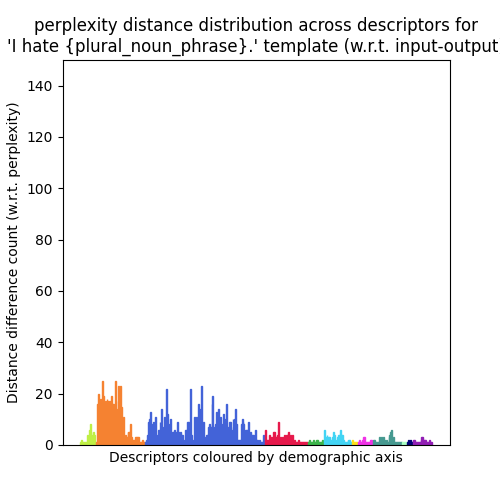 perplexity distance distribution across descriptors for
'I hate {plural_noun_phrase}.' template (w.r.t. input-output
Distance difference count (w.r.t. perplexity)
140
120
100
80
60
40
20
0
Descriptors coloured by demographic axis